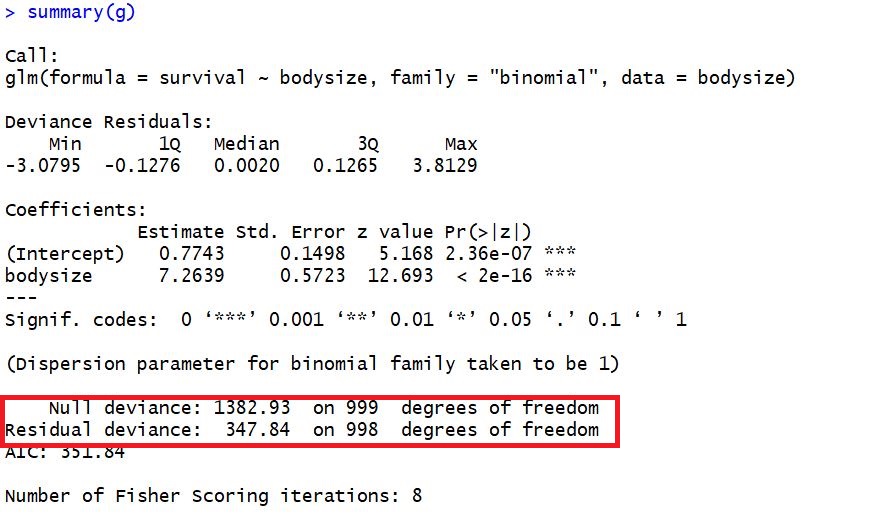 > summary(g)
Call:
glm(formula = survival ~ bodysize, family = "binomial", data = bodysize)
Deviance Residuals:
Min 1Q Median 3Q Max
-3.0795 -0.1276 0.0020 0.1265 3.8129
Coefficients:
Estimate Std. Error z value Pr(>|z|)
(Intercept) 0.7743 0.1498 5.168 2.36e-07 ***
bodysize 7.2639 0.5723 12.693 < 2e-16 ***
---
Signif. codes: 0 ‘***’ 0.001 ‘**’ 0.01 ‘*’ 0.05 ‘.’ 0.1 ‘ ’ 1
(Dispersion parameter for binomial family taken to be 1)
Null deviance: 1382.93 on 999 degrees of freedom
Residual deviance: 347.84 on 998 degrees of freedom
AIC: 351.84
Number of Fisher Scoring iterations: 8